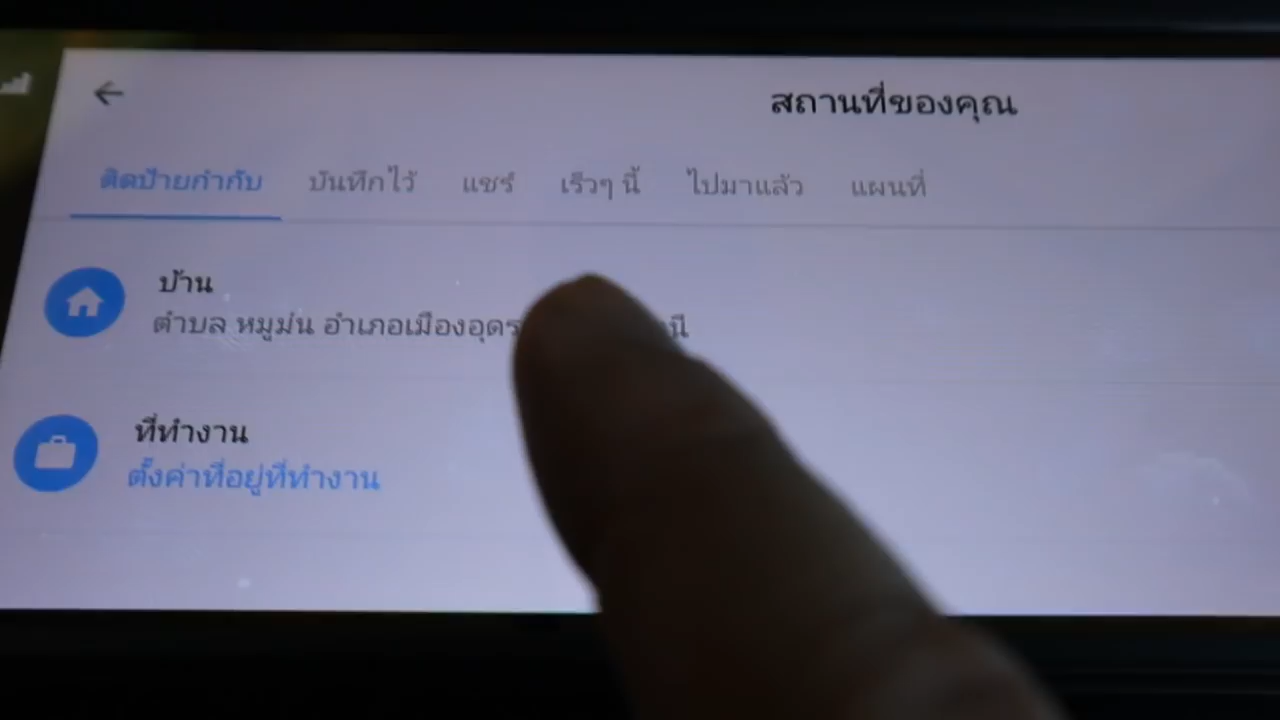 สถานที่ของคุณ
ติดป้ายกำกับ บันทึกไว้ แชร์ เร็วๆ นี้ ไปมาแล้ว แผนที่
บ้าน
ตำบล หมูม่น อำเภอเมืองอุดร
ที่ทำงาน
ตั้งค่าที่อยู่ที่ทำงาน